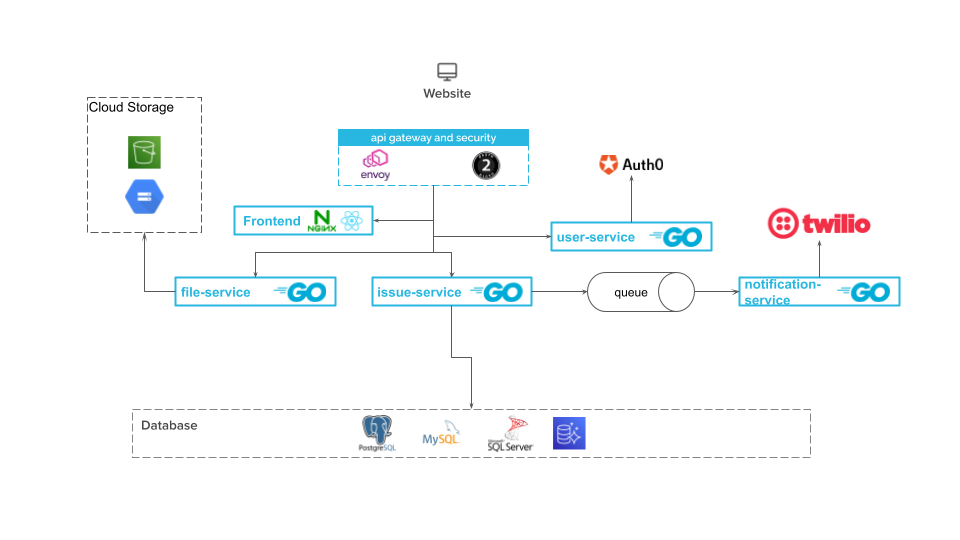 Website
Cloud Storage
api gateway and security
envoy
2
Auth0
Frontend
NGINX
user-service
GO
twilio
file-service
GO
issue-service
GO
queue
notification-
service
GO
Database
PostgreSQL
MySQL
SQL Server